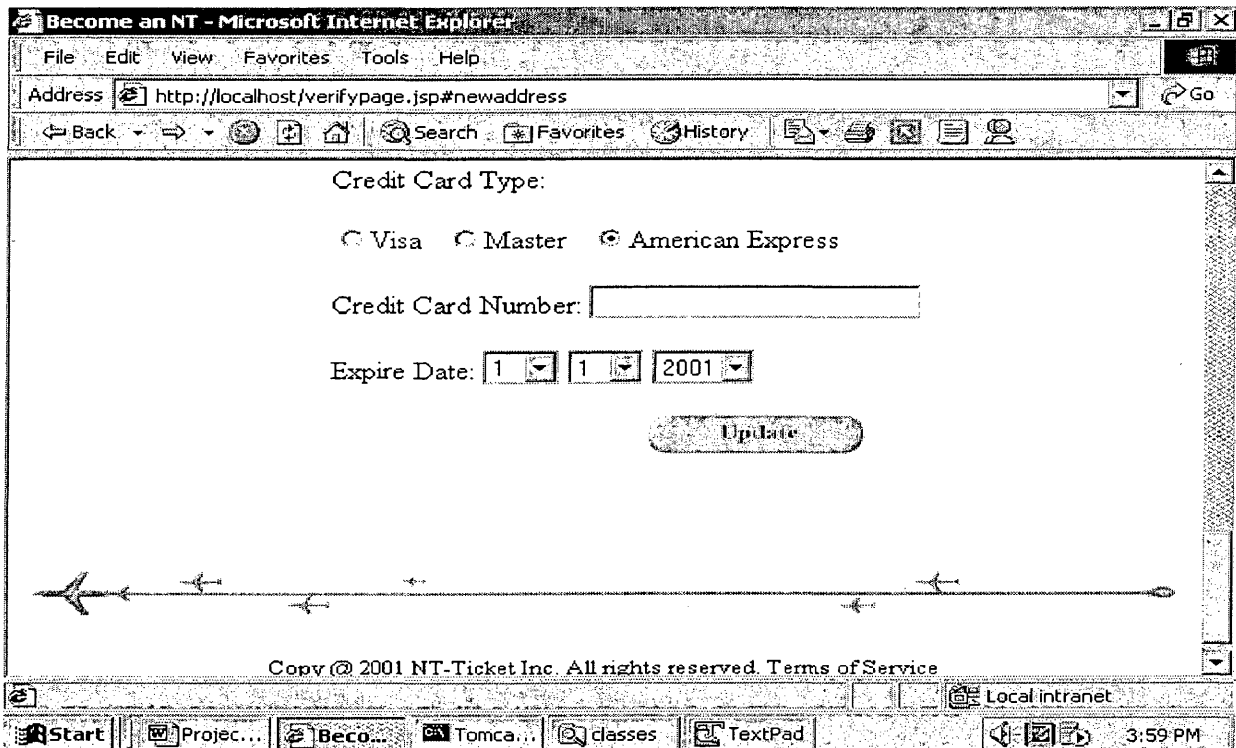 Become an NT - Microsoft Internet Explorer
File Edit View Favorites Tools Help
Address http://localhost/verifypage.jsp#newaddress Go
Back Search Favorites History
Credit Card Type:
Visa Master American Express
Credit Card Number:
Expire Date: 1 1 2001
Update
Copy @ 2001 NT-Ticket Inc. All rights reserved. Terms of Service
Local intranet
Start Projec... Beco... Tomca... classes TextPad 3:59 PM